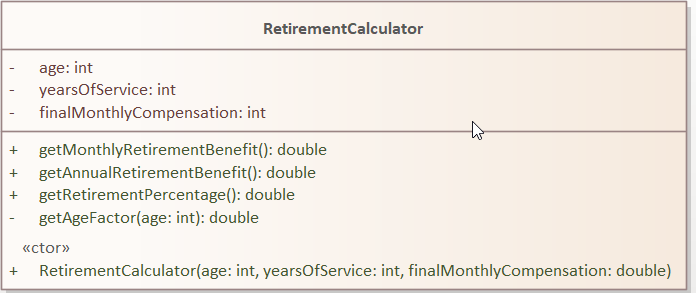 RetirementCalculator
- age: int
- yearsOfService: int
- finalMonthlyCompensation: int
+ getMonthlyRetirementBenefit(): double
+ getAnnualRetirementBenefit(): double
+ getRetirementPercentage(): double
- getAgeFactor(age: int): double
«ctor»
+ RetirementCalculator(age: int, yearsOfService: int, finalMonthlyCompensation: double)